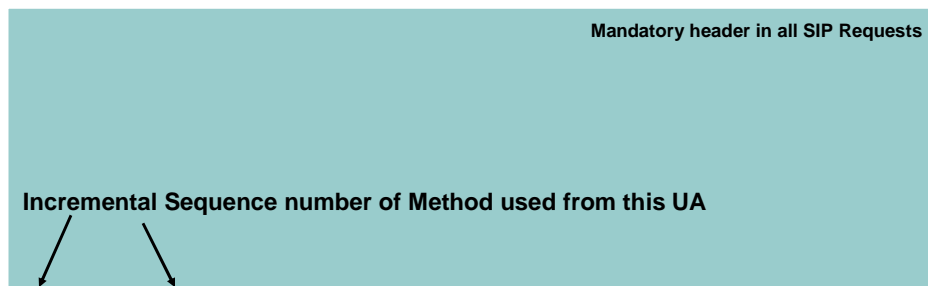 Mandatory header in all SIP Requests
Incremental Sequence number of Method used from this UA